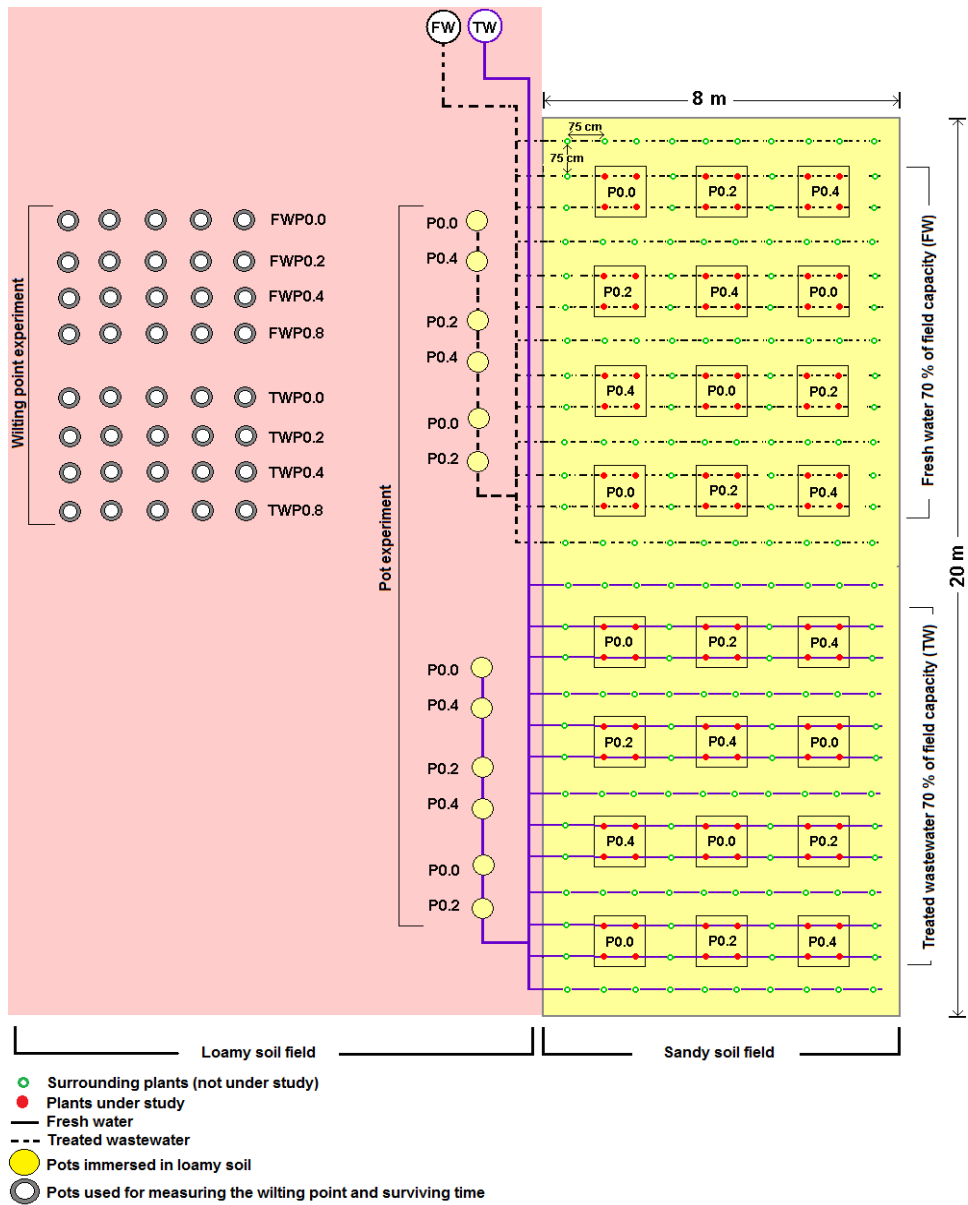 FW TW
8 m
75 cm
75 cm
P0.0 P0.2 P0.4
P0.2 P0.4 P0.0
P0.4 P0.0 P0.2
P0.0 P0.2 P0.4
Fresh water 70 % of field capacity (FW)
20 m
P0.0 P0.2 P0.4
P0.2 P0.4 P0.0
P0.4 P0.0 P0.2
P0.0 P0.2 P0.4
Treated wastewater 70 % of field capacity (TW)
Wilting point experiment
FWP0.0
FWP0.2
FWP0.4
FWP0.8
TWP0.0
TWP0.2
TWP0.4
TWP0.8
Pot experiment
P0.0
P0.4
P0.2
P0.4
P0.0
P0.2
P0.0
P0.4
P0.2
P0.4
P0.0
P0.2
Loamy soil field
Sandy soil field
Surrounding plants (not under study)
Plants under study
Fresh water
Treated wastewater
Pots immersed in loamy soil
Pots used for measuring the wilting point and surviving time